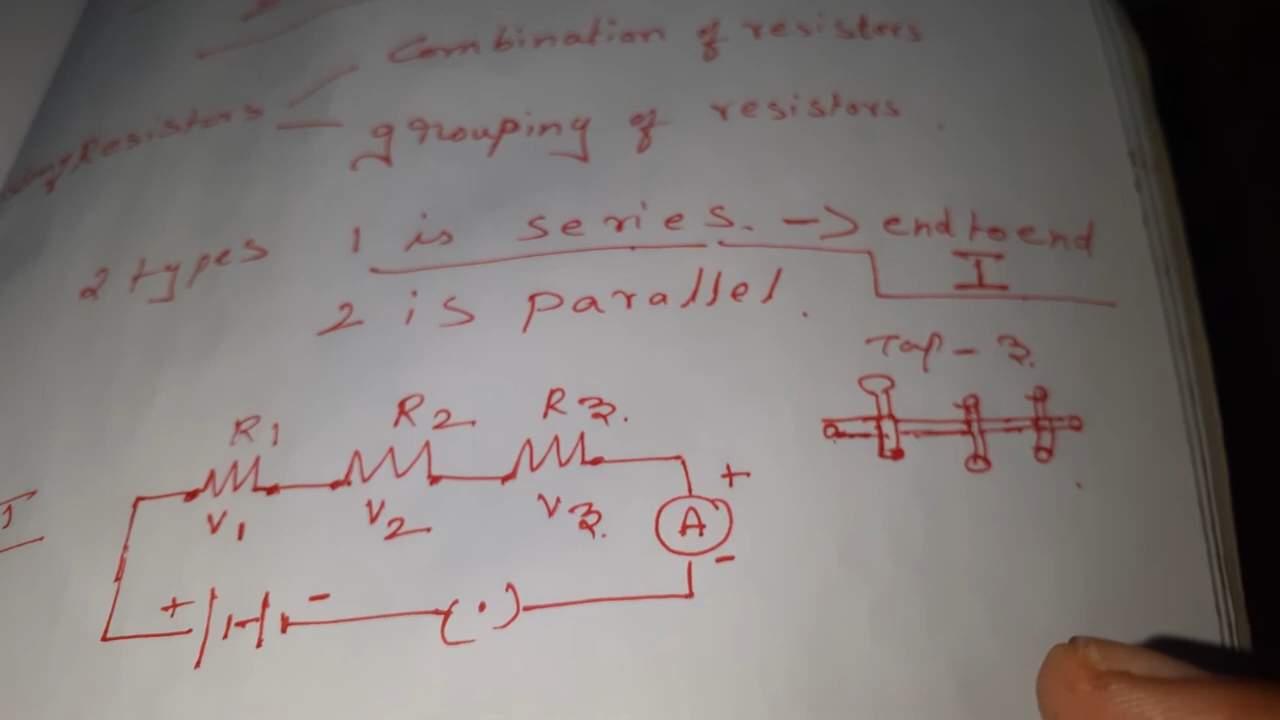 Combination of resistors
Resistors
grouping of resistors
2 types 1 is series. -> end to end
I
2 is parallel.
Tap - 3.
R1 R2 R3.
V1 V2 V3.
A
+ -
+ -
(.)